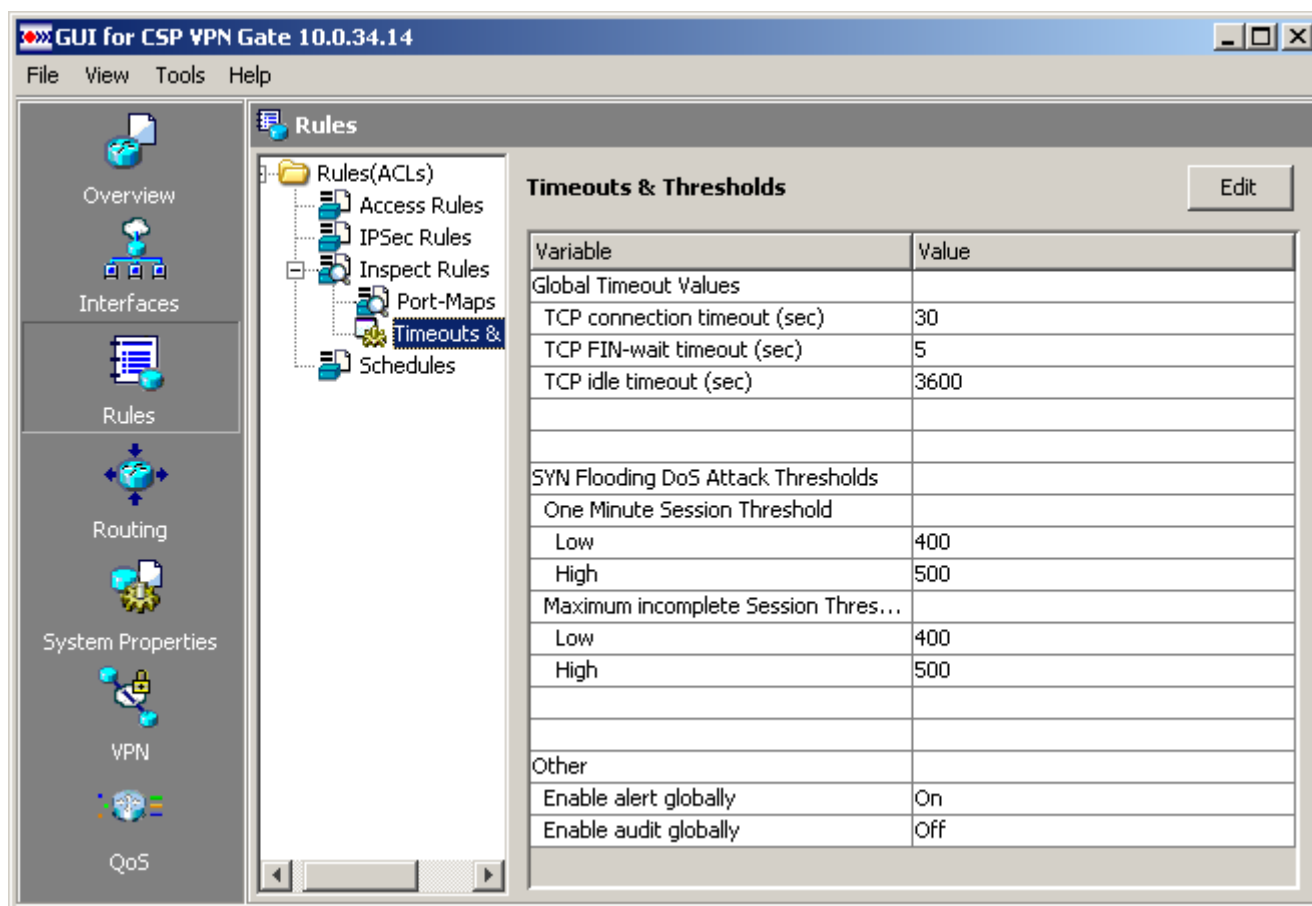 GUI for CSP VPN Gate 10.0.34.14
File View Tools Help
Overview
Interfaces
Rules
Routing
System Properties
VPN
QoS
Rules
Rules(ACLs)
Access Rules
IPSec Rules
Inspect Rules
Port-Maps
Timeouts &
Schedules
Timeouts & Thresholds
Edit
Variable Value
Global Timeout Values
TCP connection timeout (sec) 30
TCP FIN-wait timeout (sec) 5
TCP idle timeout (sec) 3600
SYN Flooding DoS Attack Thresholds
One Minute Session Threshold
Low 400
High 500
Maximum incomplete Session Thres...
Low 400
High 500
Other
Enable alert globally On
Enable audit globally Off